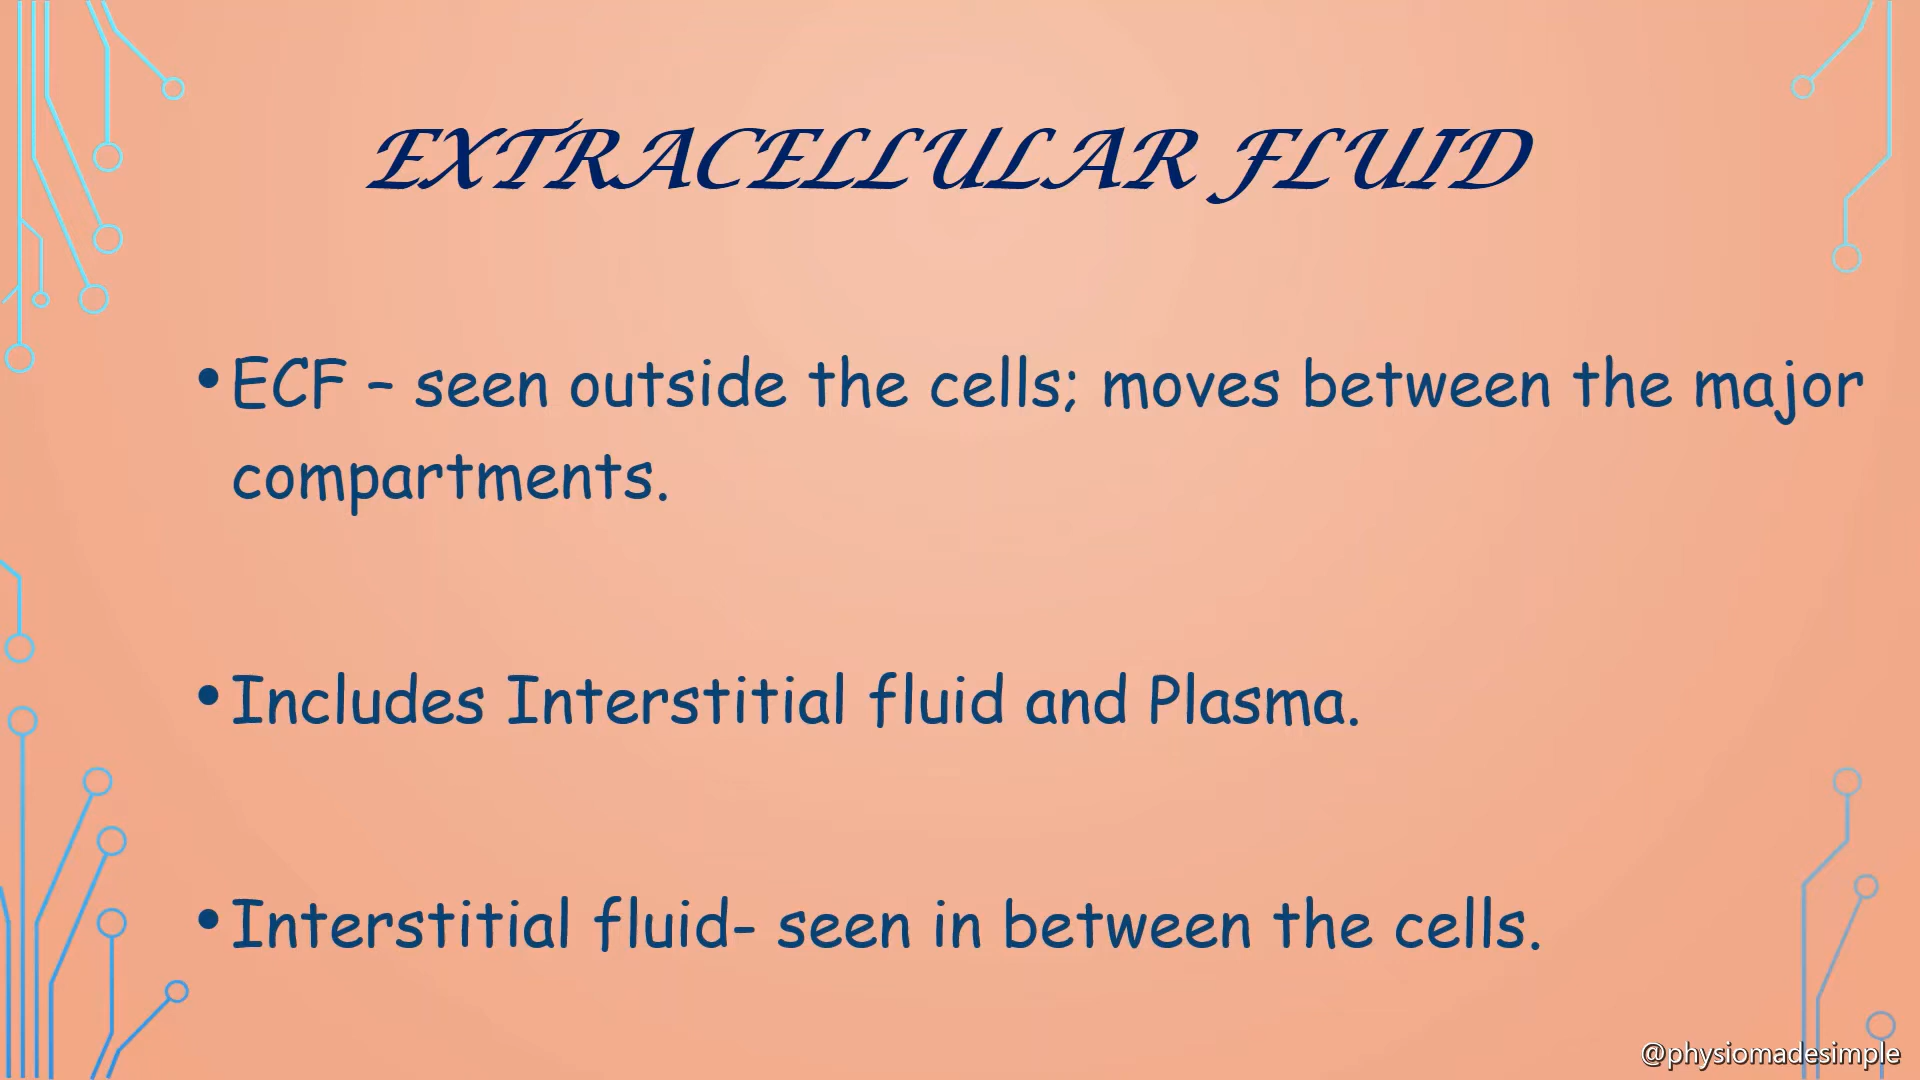 EXTRACELLULAR FLUID
• ECF – seen outside the cells; moves between the major
compartments.
• Includes Interstitial fluid and Plasma.
• Interstitial fluid- seen in between the cells.
@physiomadesimple